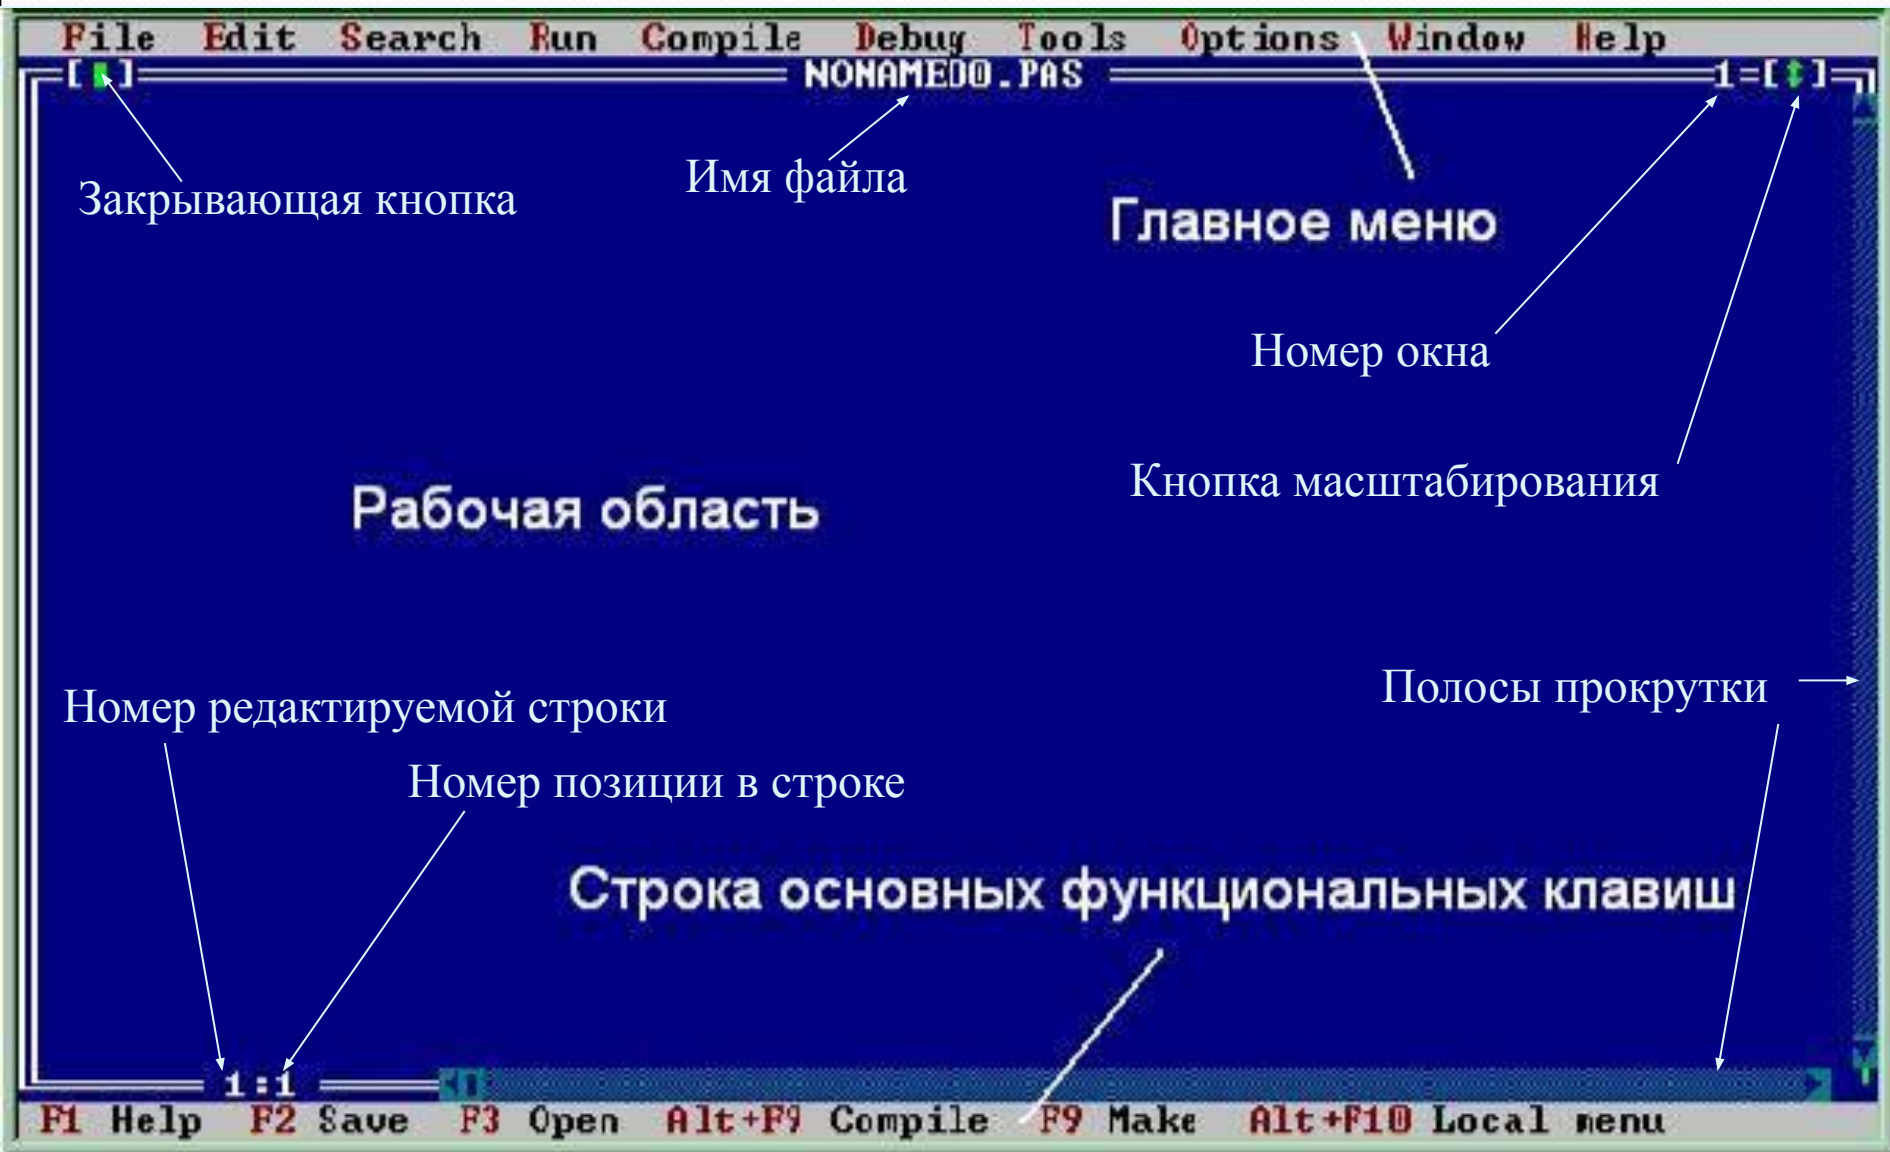 File Edit Search Run Compile Debug Tools Options Window Help
[ ] NONAME00.PAS 1=[↕]
Закрывающая кнопка
Имя файла
Главное меню
Номер окна
Кнопка масштабирования
Рабочая область
Полосы прокрутки
Номер редактируемой строки
Номер позиции в строке
Строка основных функциональных клавиш
1:1
F1 Help F2 Save F3 Open Alt+F9 Compile F9 Make Alt+F10 Local menu